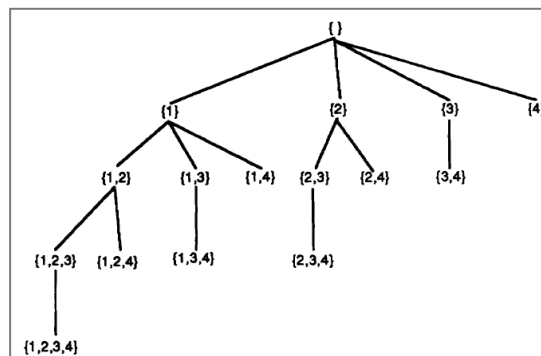 { }
{1} {2} {3} {4
{1,2} {1,3} {1,4} {2,3} {2,4} {3,4}
{1,2,3} {1,2,4} {1,3,4} {2,3,4}
{1,2,3,4}